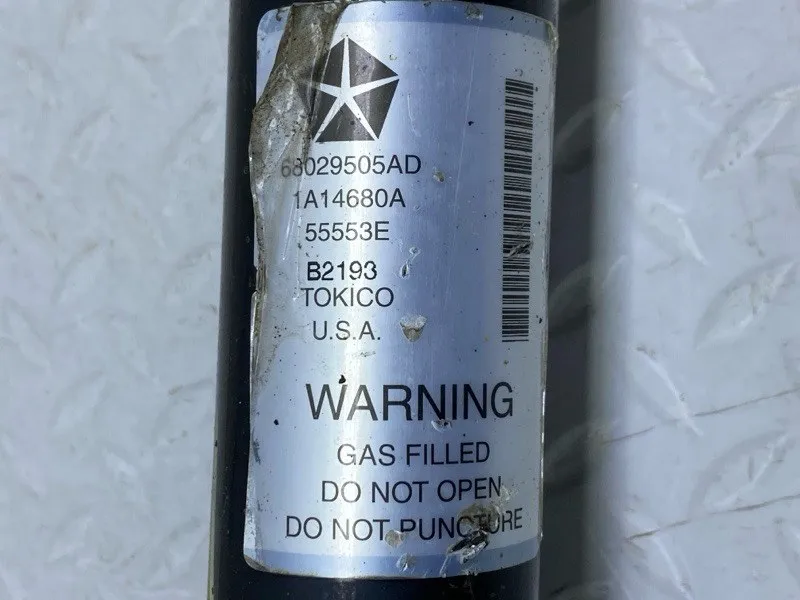 68029505AD
1A14680A
55553E
B2193
TOKICO
U.S.A.
WARNING
GAS FILLED
DO NOT OPEN
DO NOT PUNCTURE